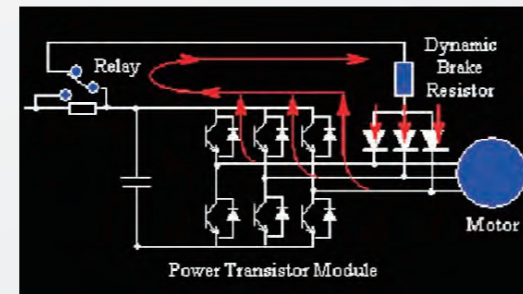 Relay
Dynamic
Brake
Resistor
Motor
Power Transistor Module